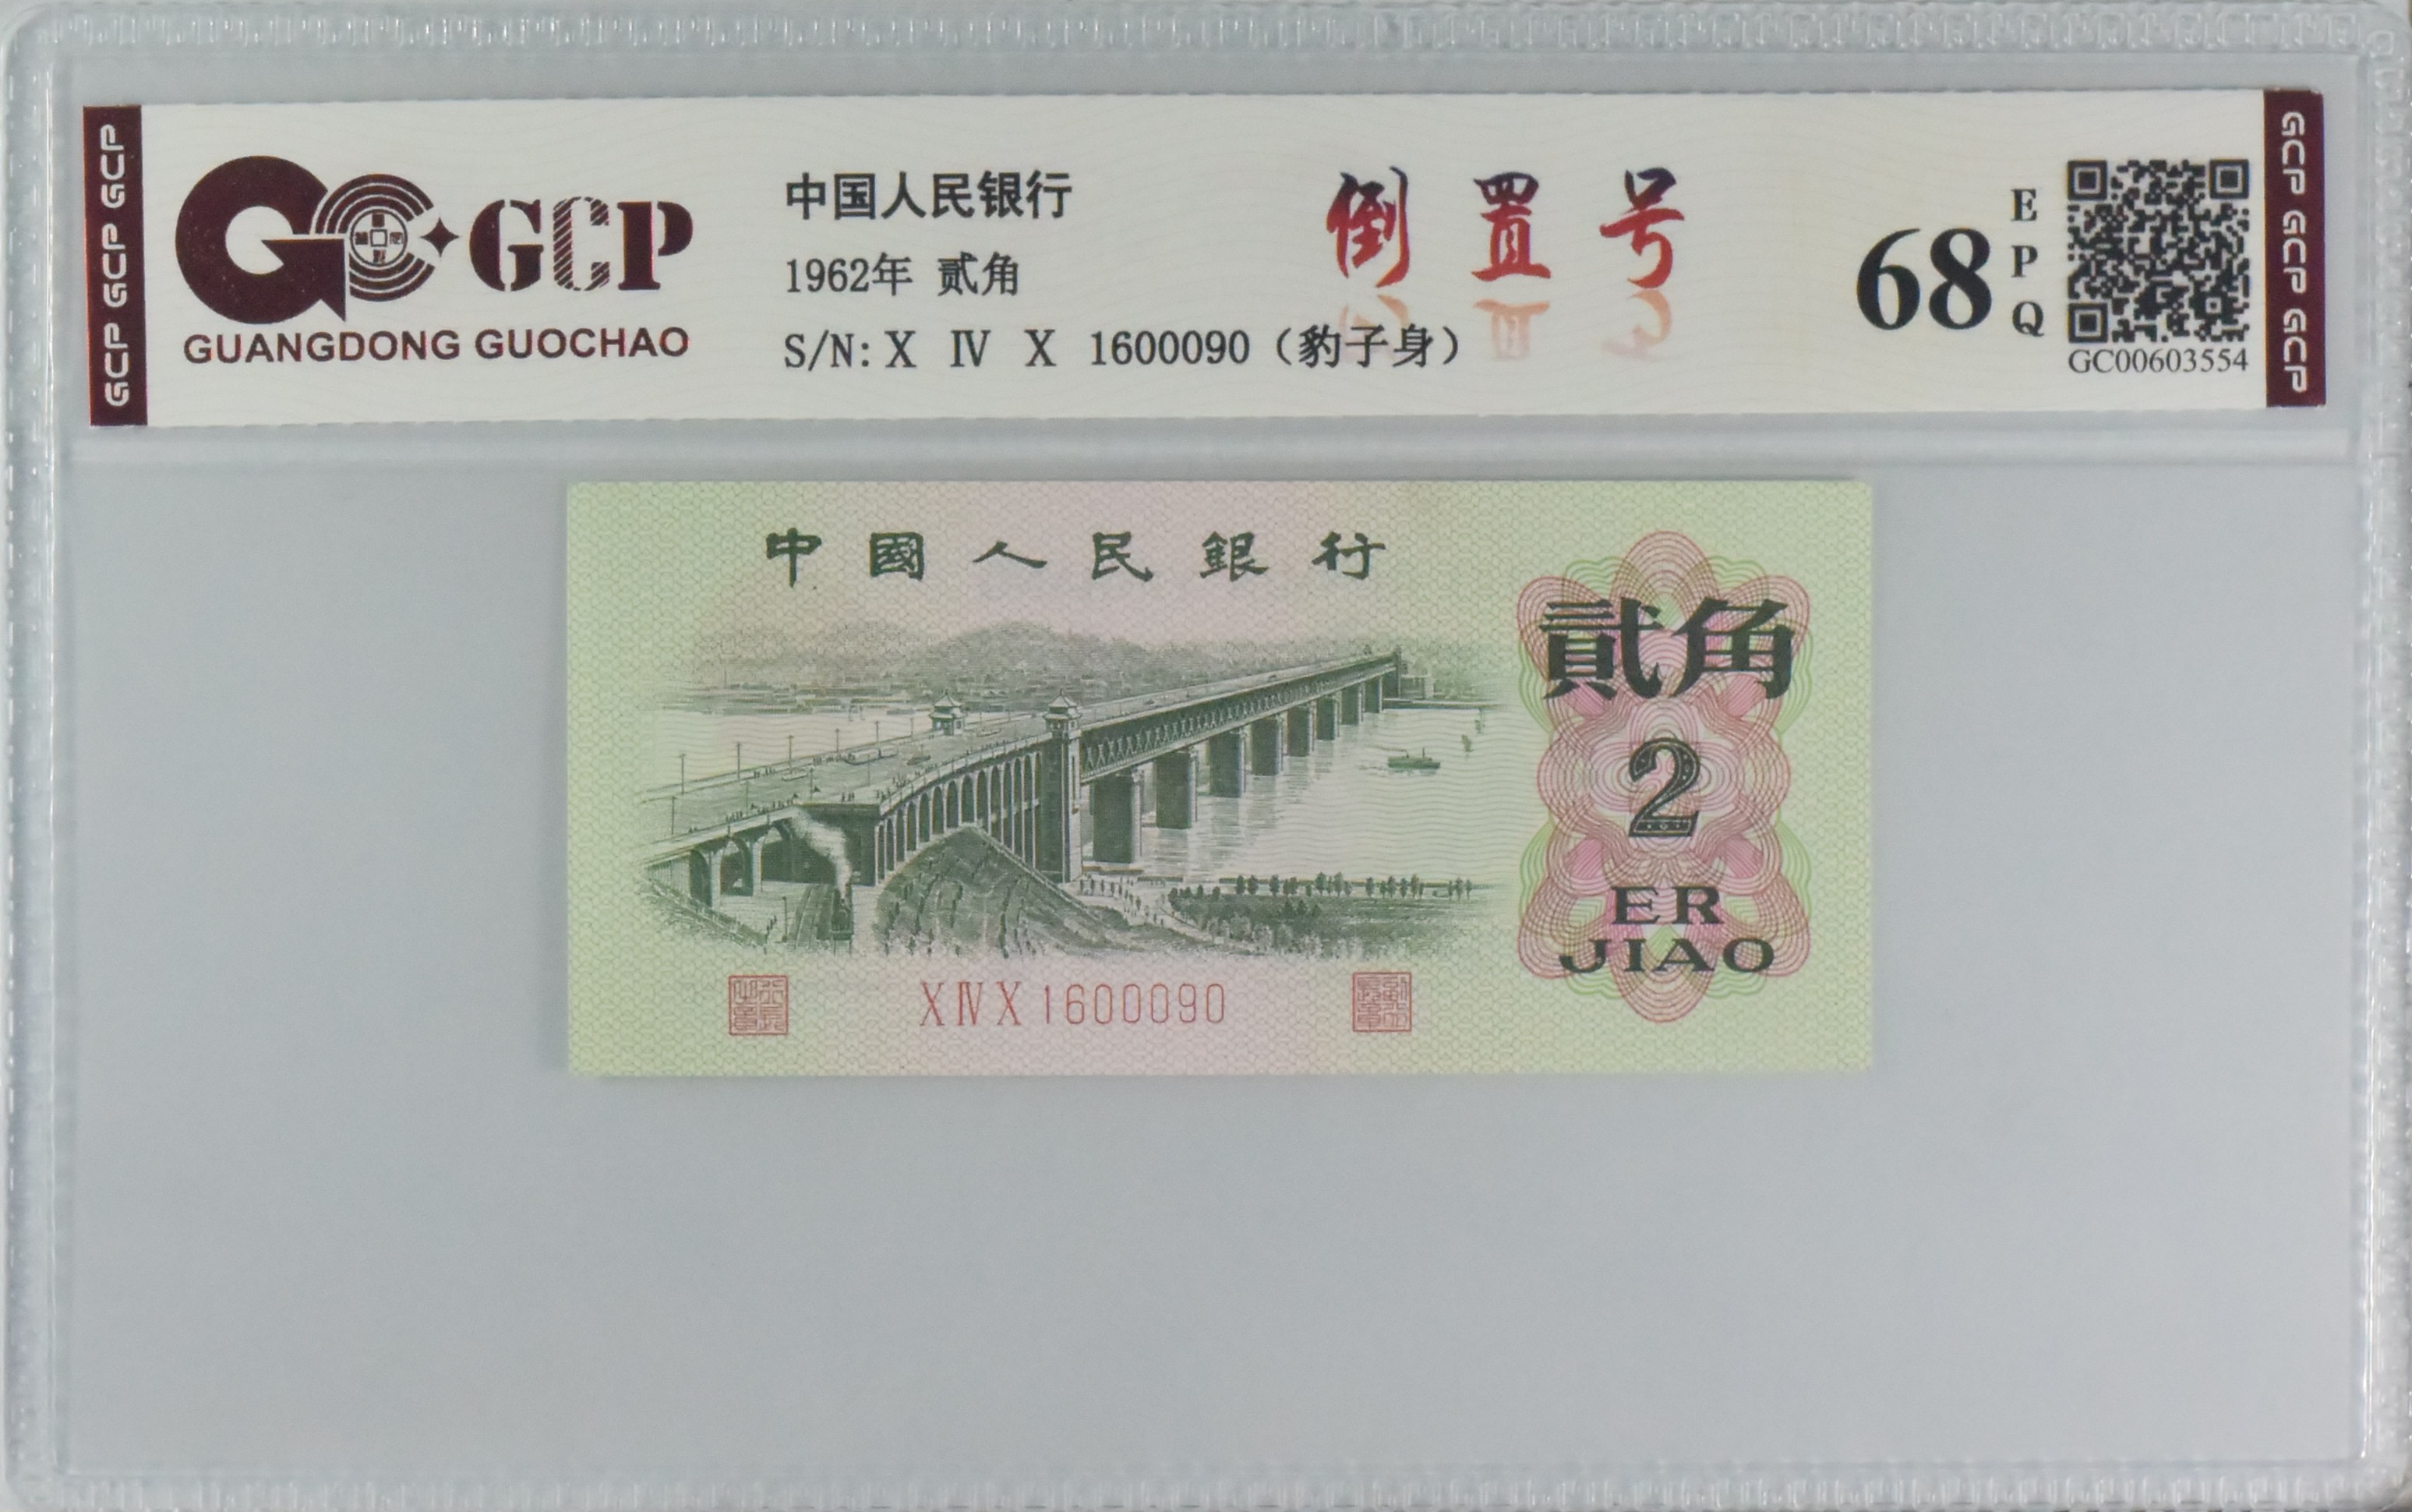 GCP GCP GCP
GCP
GUANGDONG GUOCHAO
中国人民银行
1962年 贰角
S/N: X Ⅳ X 1600090（豹子身）
倒置号
68
EPQ
GC00603554
GCP GCP GCP
中國人民銀行
貳角
2
ER
JIAO
X Ⅳ X 1600090